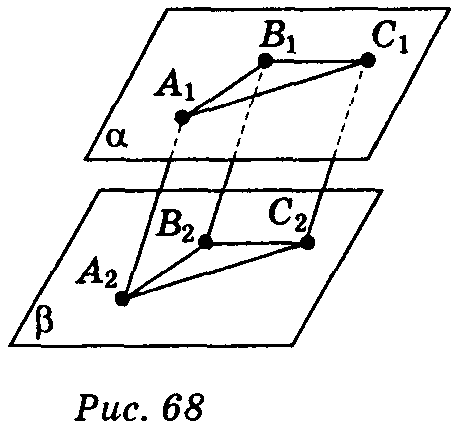 B₁ C₁
A₁
α
B₂ C₂
A₂
β
Рис. 68